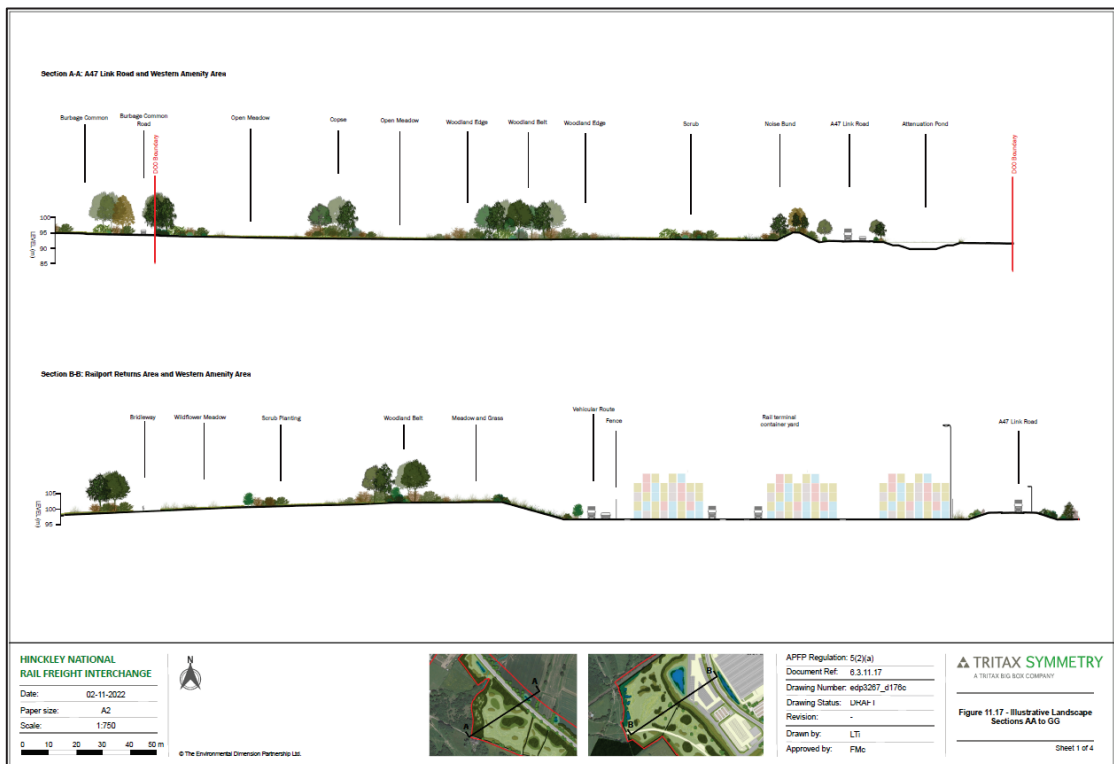 Section A-A: A47 Link Road and Western Amenity Area
Burbage Common
Burbage Common
Road
DCO Boundary
Open Meadow
Copse
Open Meadow
Woodland Edge
Woodland Belt
Woodland Edge
Scrub
Noise Bund
A47 Link Road
Attenuation Pond
DCO Boundary
LEVEL (m)
100
95
90
85
Section B-B: Railport Returns Area and Western Amenity Area
Bridleway
Wildflower Meadow
Scrub Planting
Woodland Belt
Meadow and Grass
Vehicular Route
Fence
Rail terminal
container yard
A47 Link Road
LEVEL (m)
105
100
95
HINCKLEY NATIONAL
RAIL FREIGHT INTERCHANGE
Date: 02-11-2022
Paper size: A2
Scale: 1:750
0 10 20 30 40 50 m
N
© The Environmental Dimension Partnership Ltd.
A
A
B
B
APFP Regulation: 5(2)(a)
Document Ref: 6.3.11.17
Drawing Number: edp3267_d176c
Drawing Status: DRAFT
Revision: -
Drawn by: LTi
Approved by: FMc
TRITAX SYMMETRY
A TRITAX BIG BOX COMPANY
Figure 11.17 - Illustrative Landscape
Sections AA to GG
Sheet 1 of 4